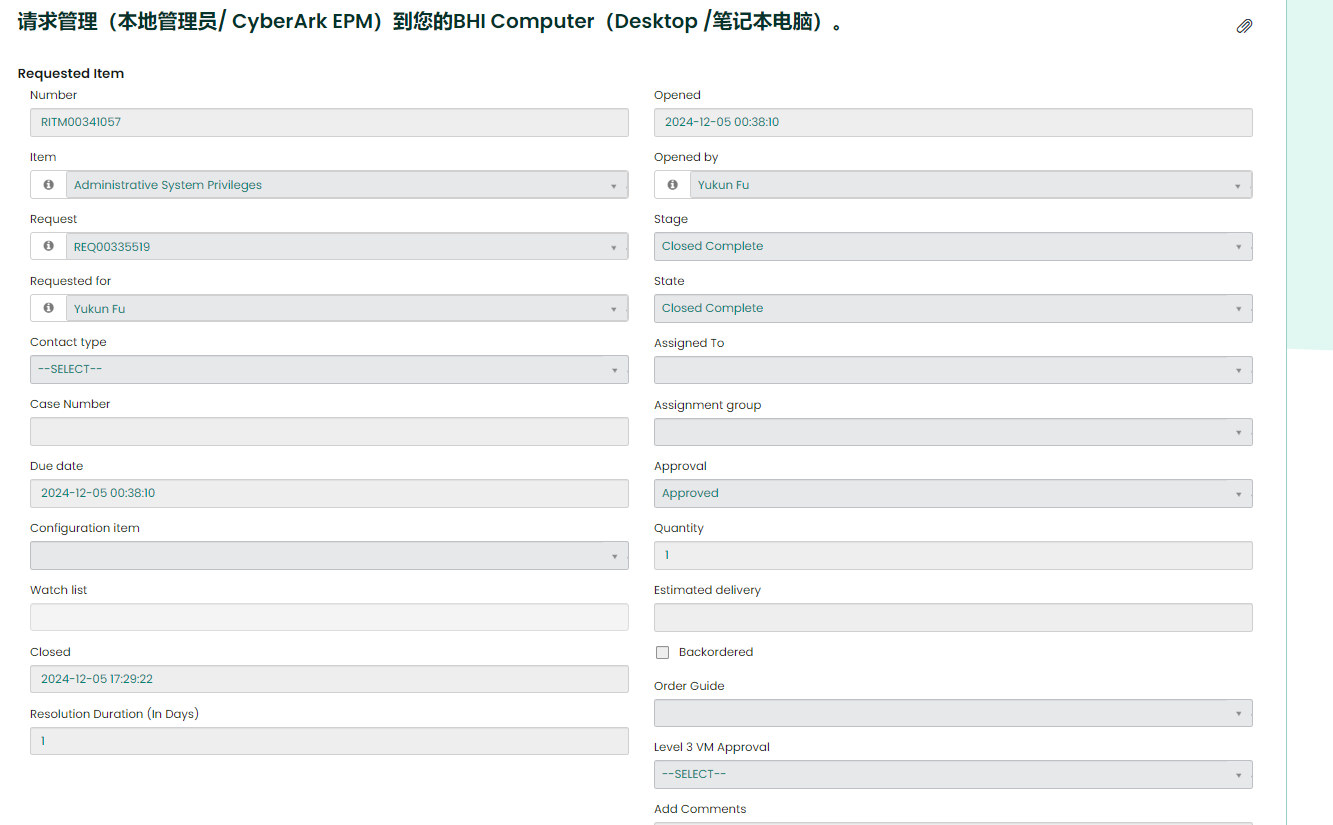 请求管理（本地管理员/ CyberArk EPM）到您的BHI Computer（Desktop /笔记本电脑）。
Requested Item
Number
RITM00341057
Item
Administrative System Privileges
Request
REQ00335519
Requested for
Yukun Fu
Contact type
--SELECT--
Case Number
Due date
2024-12-05 00:38:10
Configuration item
Watch list
Closed
2024-12-05 17:29:22
Resolution Duration (In Days)
1
Opened
2024-12-05 00:38:10
Opened by
Yukun Fu
Stage
Closed Complete
State
Closed Complete
Assigned To
Assignment group
Approval
Approved
Quantity
1
Estimated delivery
Backordered
Order Guide
Level 3 VM Approval
--SELECT--
Add Comments